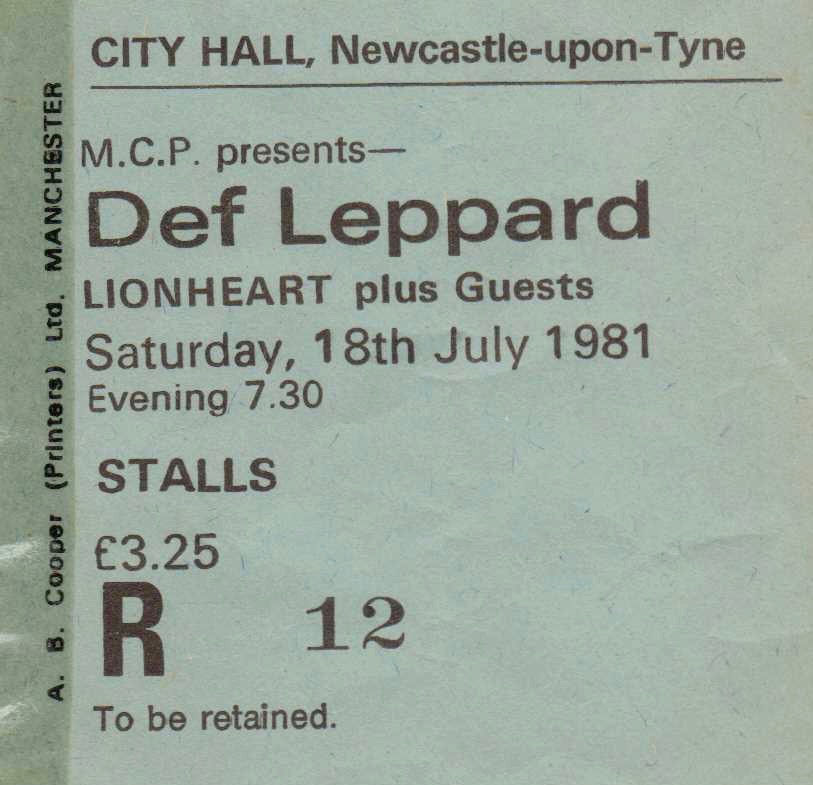 CITY HALL, Newcastle-upon-Tyne
M.C.P. presents—
Def Leppard
LIONHEART plus Guests
Saturday, 18th July 1981
Evening 7.30
STALLS
£3.25
R 12
To be retained.
A. B. Cooper (Printers) Ltd. MANCHESTER